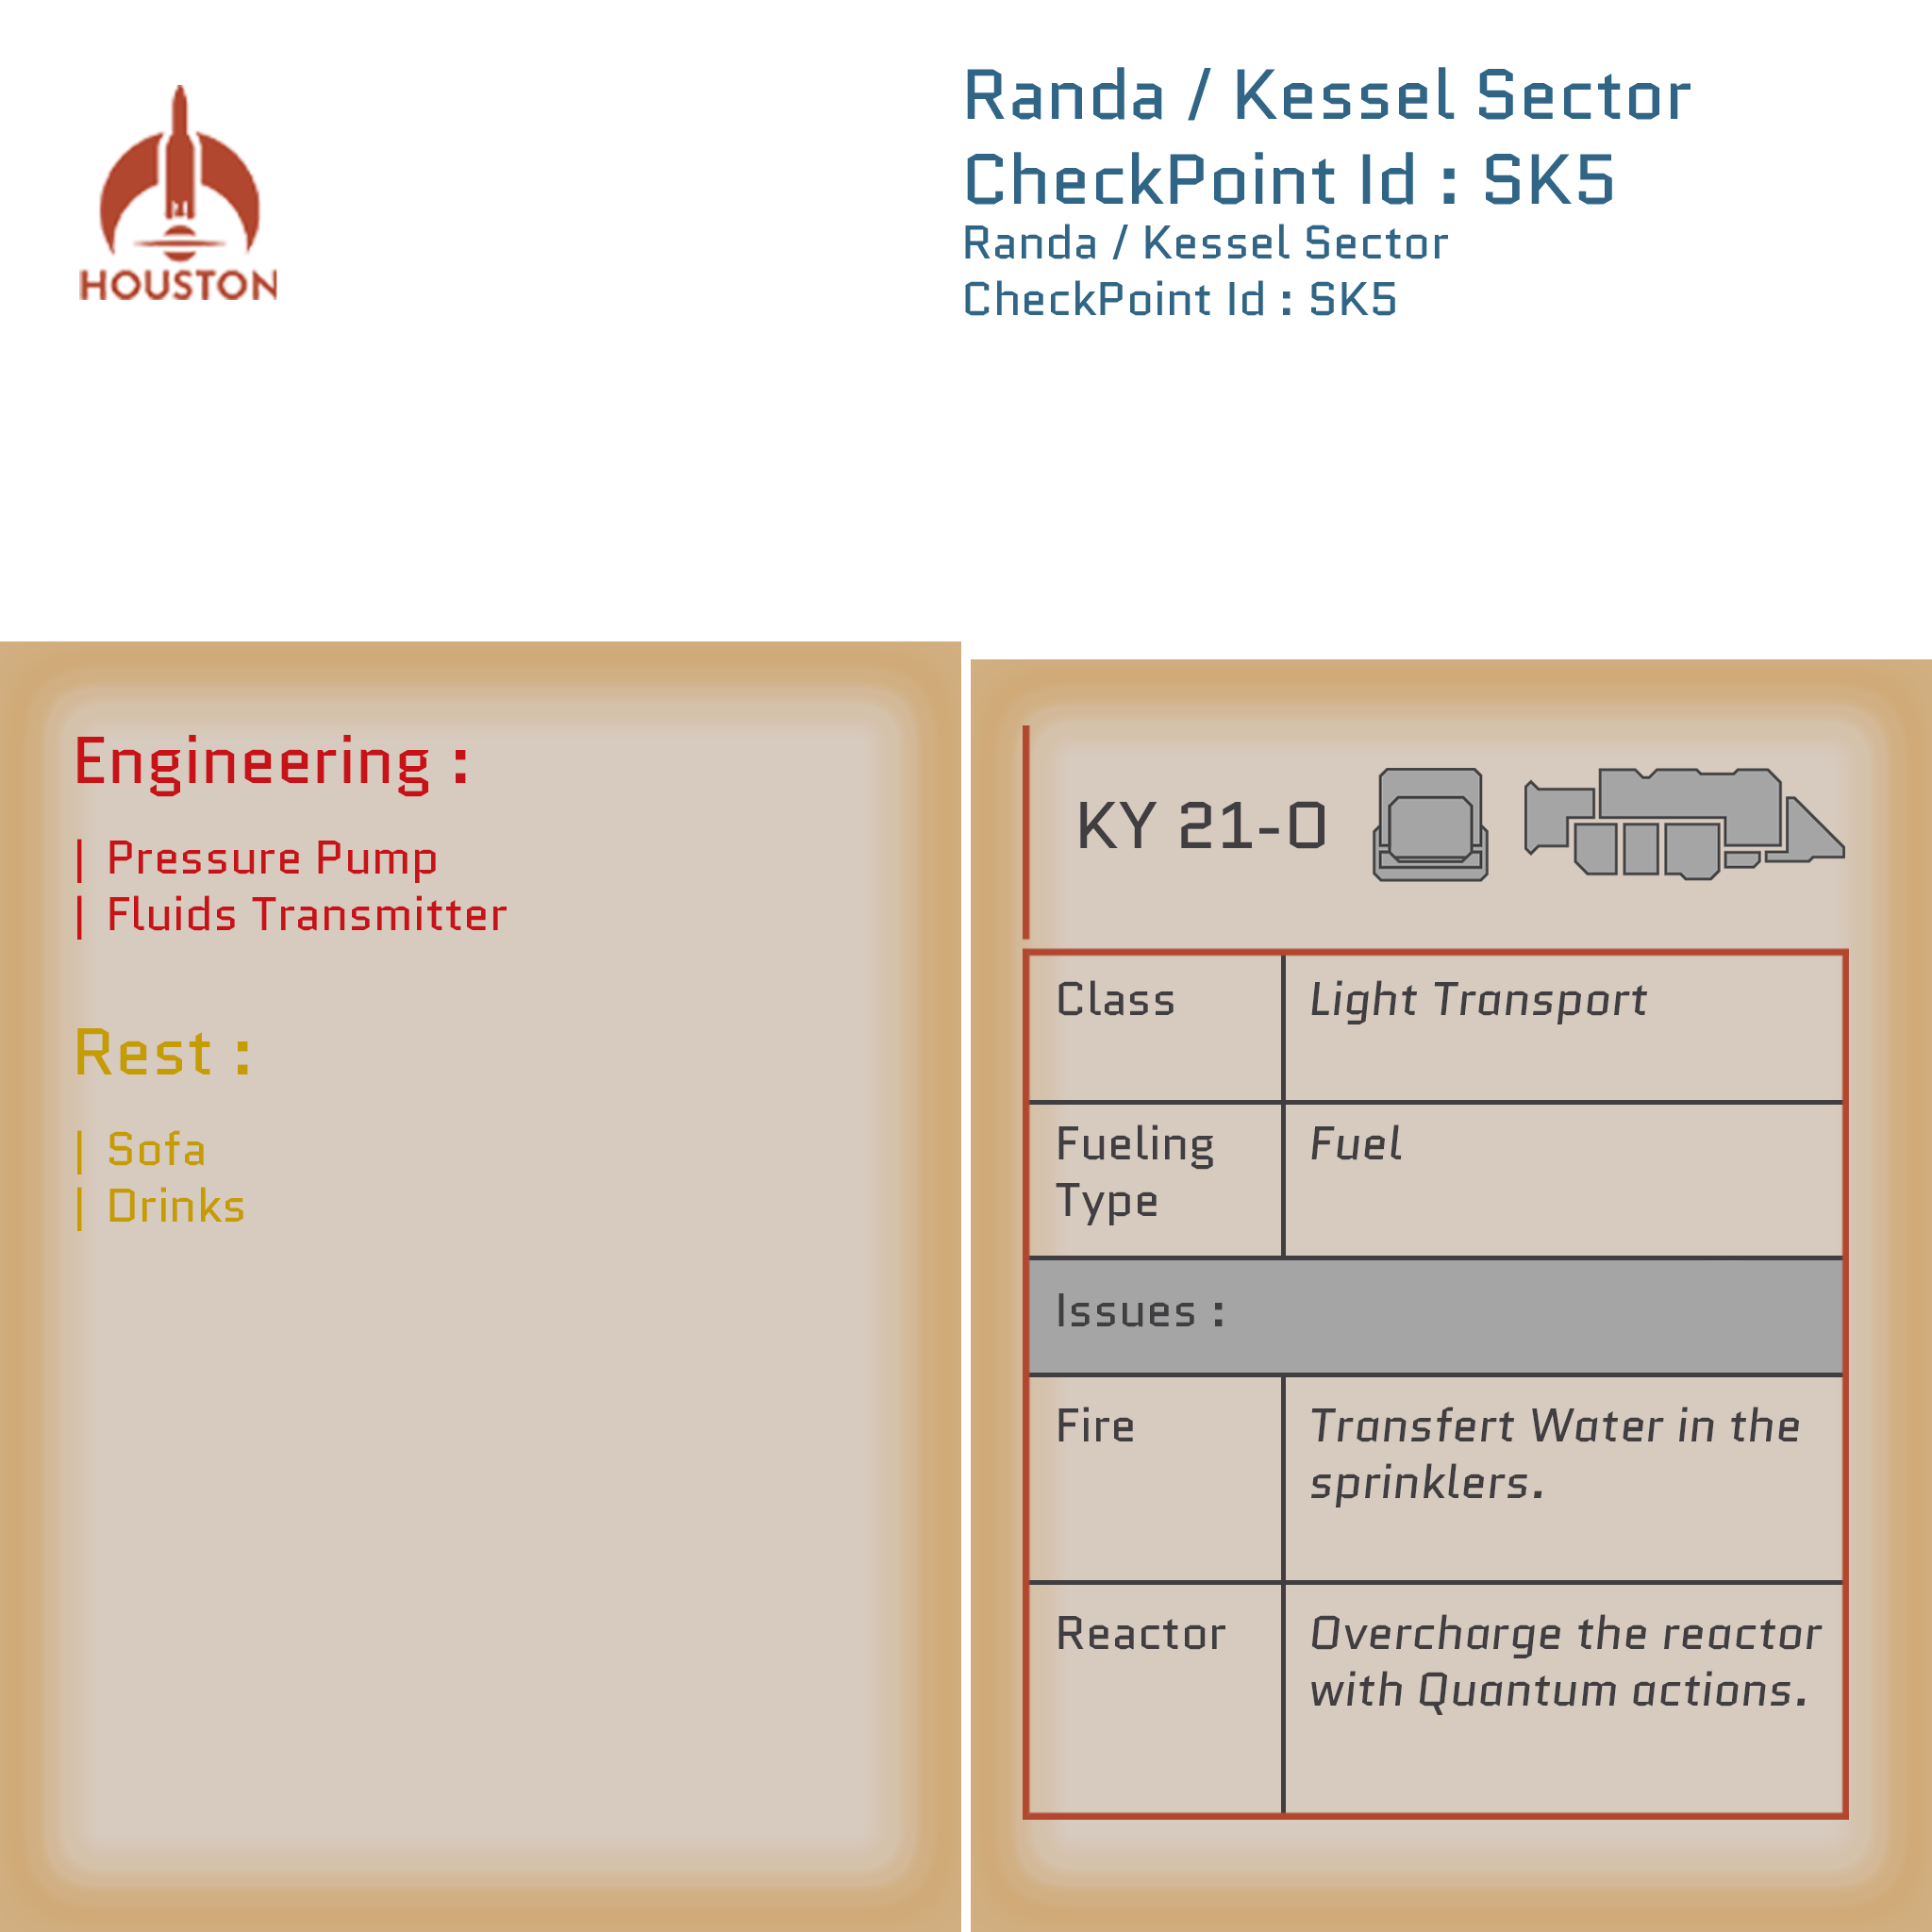 HOUSTON
Randa / Kessel Sector
CheckPoint Id : SK5
Randa / Kessel Sector
CheckPoint Id : SK5
Engineering :
| Pressure Pump
| Fluids Transmitter
Rest :
| Sofa
| Drinks
KY 21-0
Class
Light Transport
Fueling
Type
Fuel
Issues :
Fire
Transfert Water in the
sprinklers.
Reactor
Overcharge the reactor
with Quantum actions.